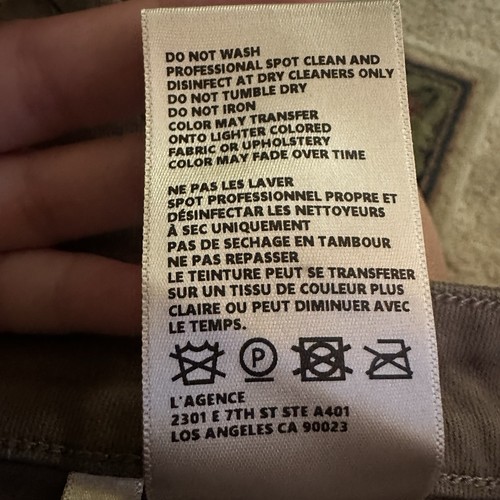 DO NOT WASH
PROFESSIONAL SPOT CLEAN AND
DISINFECT AT DRY CLEANERS ONLY
DO NOT TUMBLE DRY
DO NOT IRON
COLOR MAY TRANSFER
ONTO LIGHTER COLORED
FABRIC OR UPHOLSTERY
COLOR MAY FADE OVER TIME
NE PAS LES LAVER
SPOT PROFESSIONNEL PROPRE ET
DÉSINFECTAR LES NETTOYEURS
À SEC UNIQUEMENT
PAS DE SECHAGE EN TAMBOUR
NE PAS REPASSER
LE TEINTURE PEUT SE TRANSFERER
SUR UN TISSU DE COULEUR PLUS
CLAIRE OU PEUT DIMINUER AVEC
LE TEMPS.
P
L'AGENCE
2301 E 7TH ST STE A401
LOS ANGELES CA 90023